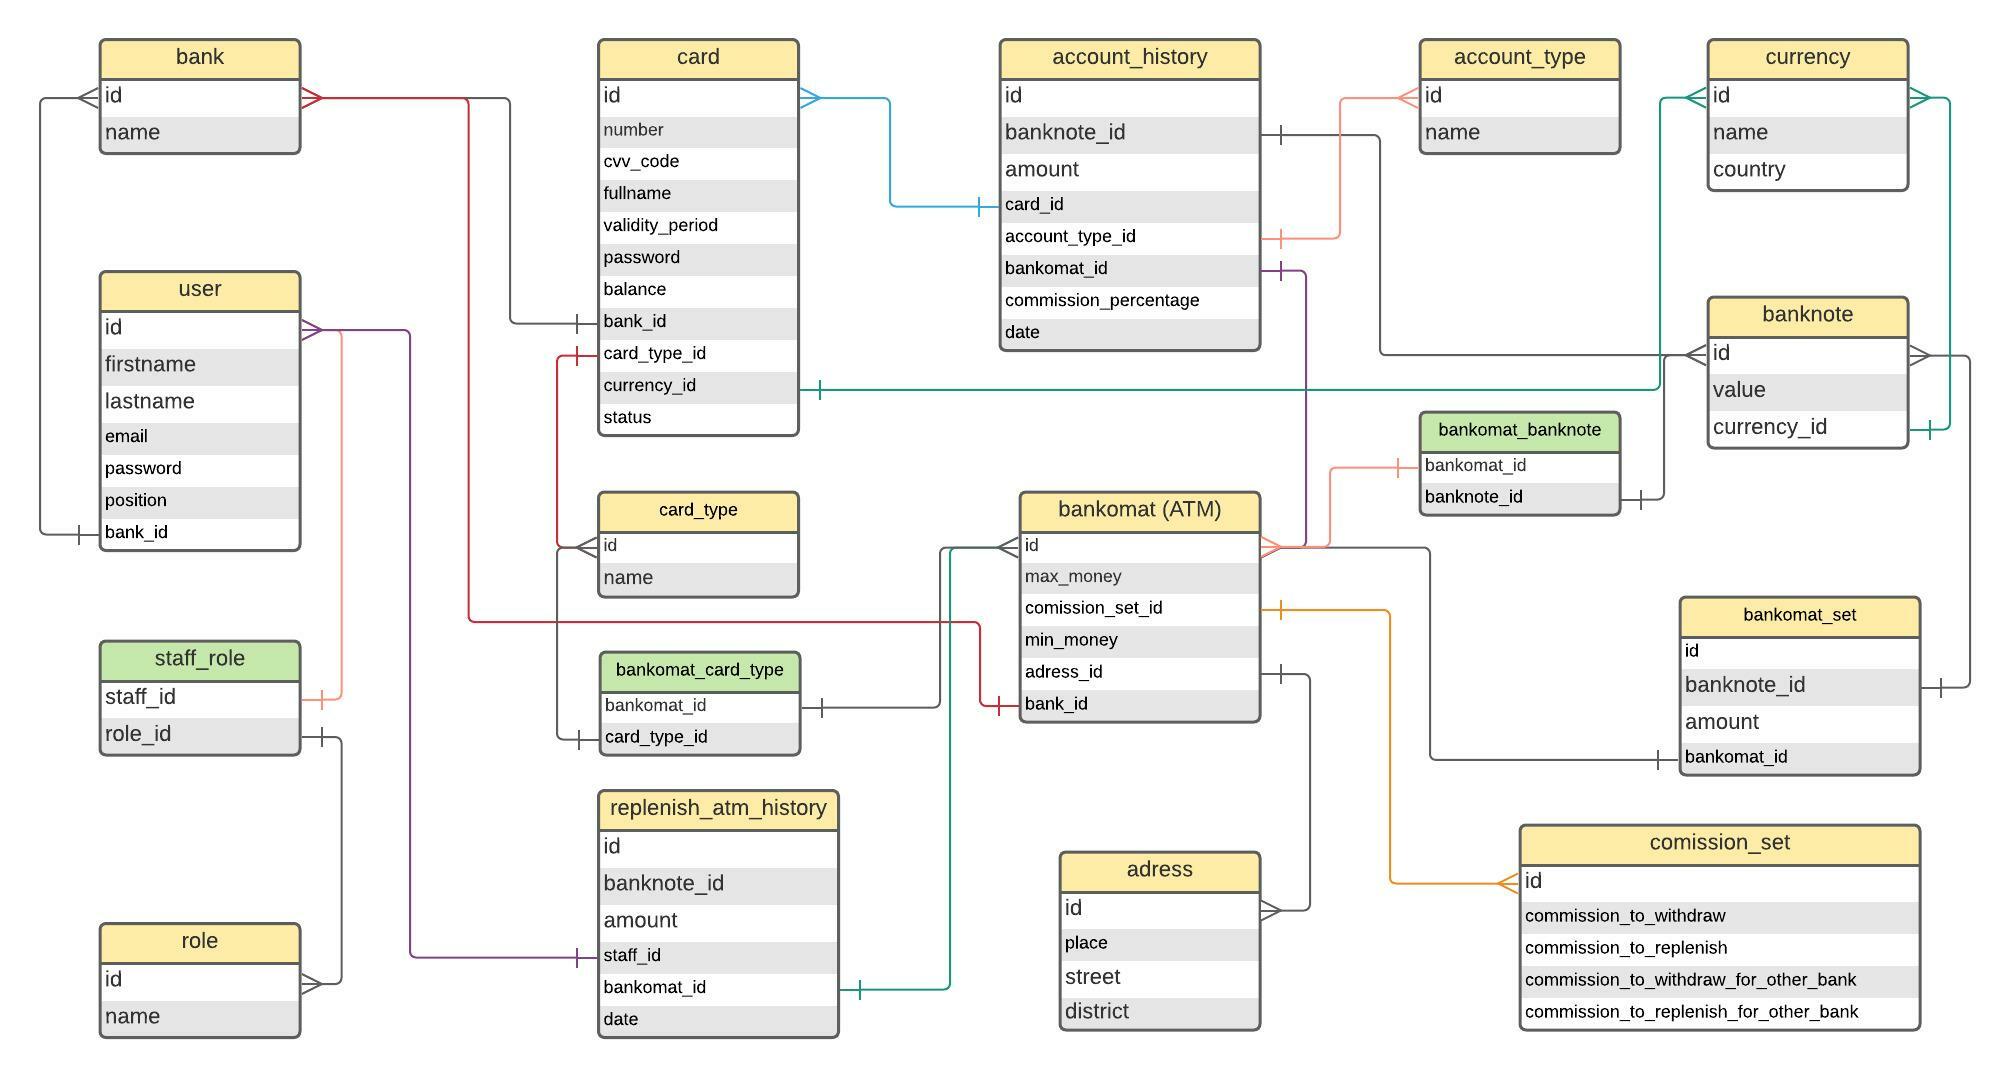 bank
id
name
user
id
firstname
lastname
email
password
position
bank_id
staff_role
staff_id
role_id
role
id
name
card
id
number
cvv_code
fullname
validity_period
password
balance
bank_id
card_type_id
currency_id
status
card_type
id
name
bankomat_card_type
bankomat_id
card_type_id
replenish_atm_history
id
banknote_id
amount
staff_id
bankomat_id
date
account_history
id
banknote_id
amount
card_id
account_type_id
bankomat_id
commission_percentage
date
bankomat (ATM)
id
max_money
comission_set_id
min_money
adress_id
bank_id
adress
id
place
street
district
account_type
id
name
bankomat_banknote
bankomat_id
banknote_id
currency
id
name
country
banknote
id
value
currency_id
bankomat_set
id
banknote_id
amount
bankomat_id
comission_set
id
commission_to_withdraw
commission_to_replenish
commission_to_withdraw_for_other_bank
commission_to_replenish_for_other_bank